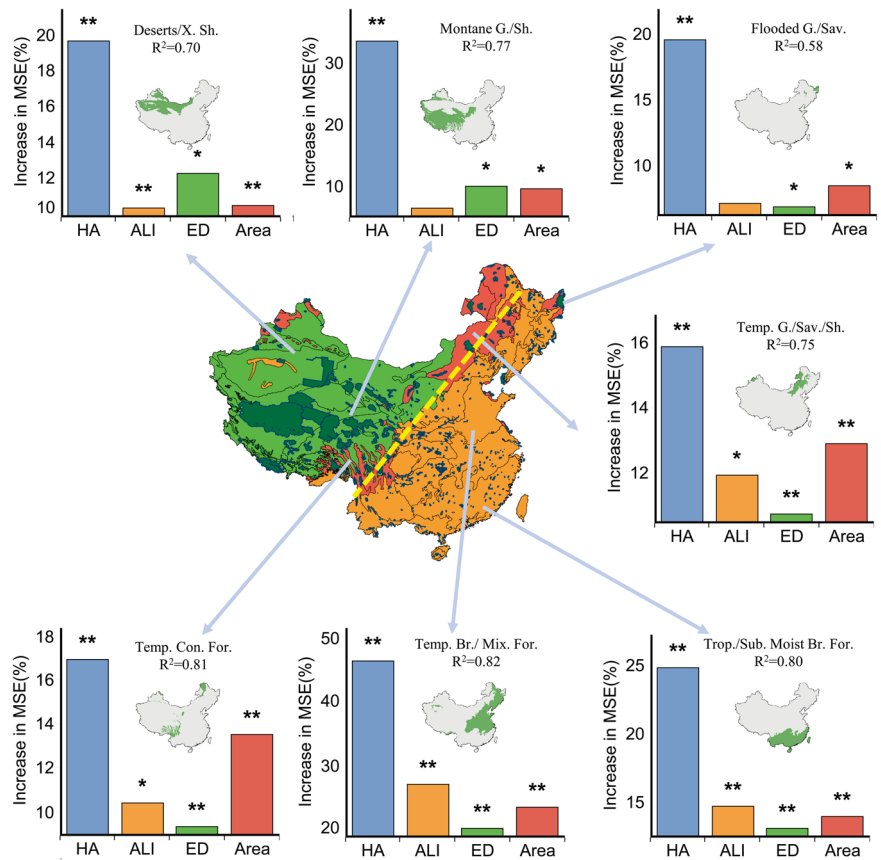 Deserts/X. Sh.
R²=0.70
Increase in MSE(%)
20
18
16
14
12
10
**
**
*
**
HA ALI ED Area
Montane G./Sh.
R²=0.77
Increase in MSE(%)
30
20
10
**
*
*
HA ALI ED Area
Flooded G./Sav.
R²=0.58
Increase in MSE(%)
20
15
10
**
*
*
HA ALI ED Area
Temp. G./Sav./Sh.
R²=0.75
Increase in MSE(%)
16
14
12
**
*
**
**
HA ALI ED Area
Temp. Con. For.
R²=0.81
Increase in MSE(%)
18
16
14
12
10
**
*
**
**
HA ALI ED Area
Temp. Br./ Mix. For.
R²=0.82
Increase in MSE(%)
50
40
30
20
**
**
**
**
HA ALI ED Area
Trop./Sub. Moist Br. For.
R²=0.80
Increase in MSE(%)
25
20
15
**
**
**
**
HA ALI ED Area